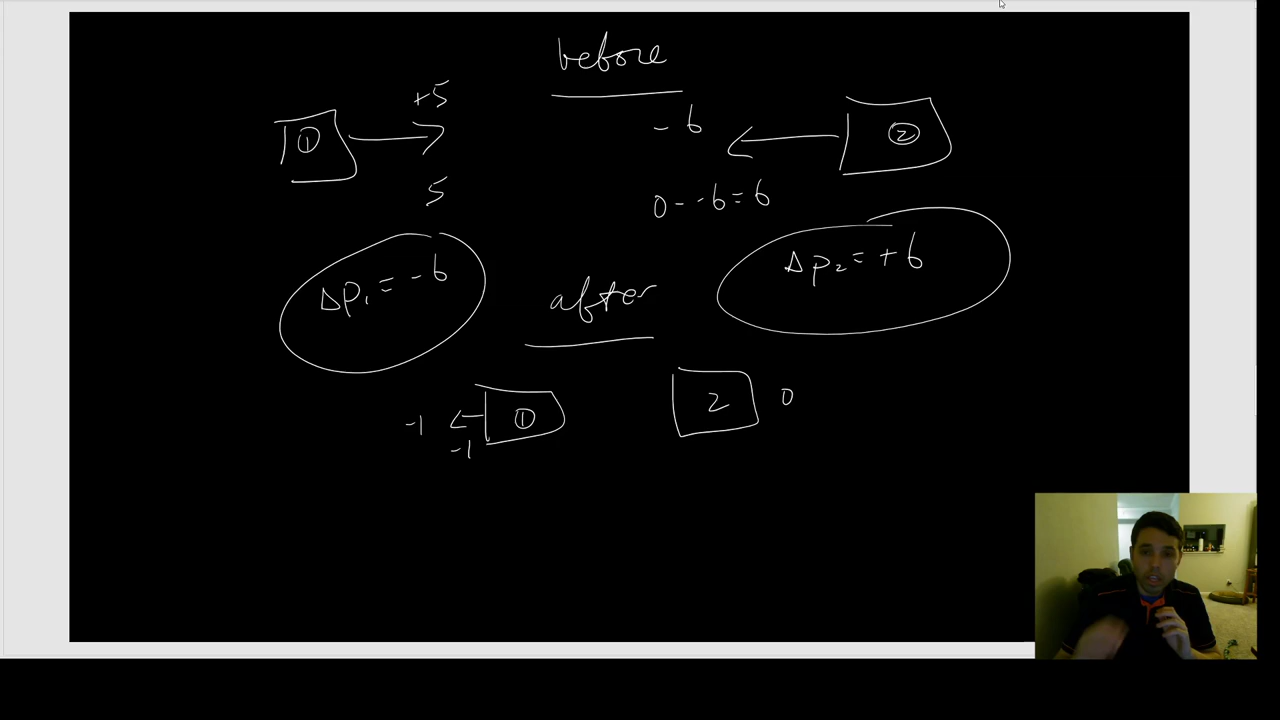 before
+5
①
- 6
②
5
0 - -6 = 6
Δp₁ = -6
Δp₂ = +6
after
-1
①
-1
2
0